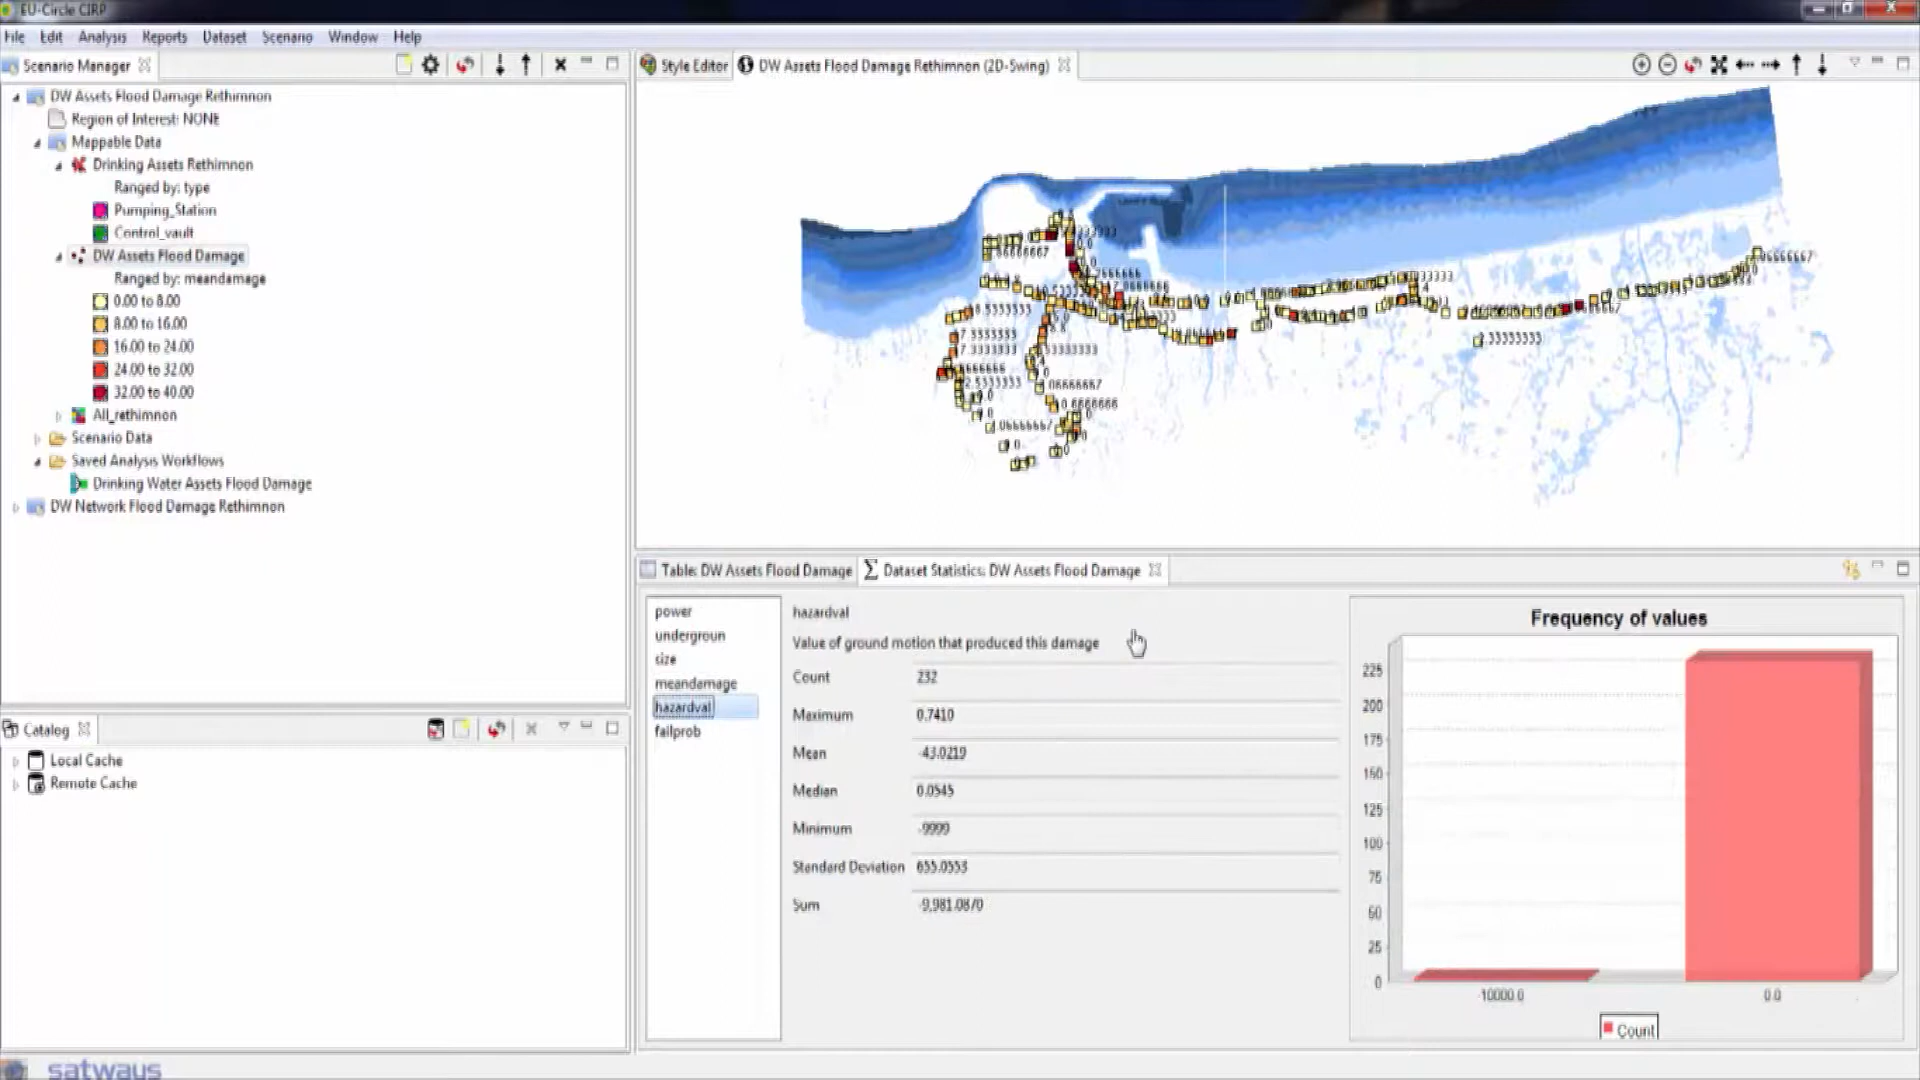 EU-Circle CIRP
File Edit Analysis Reports Dataset Scenario Window Help
Scenario Manager
DW Assets Flood Damage Rethimnon
Region of Interest: NONE
Mappable Data
Drinking Assets Rethimnon
Ranged by: type
Pumping_Station
Control_vault
DW Assets Flood Damage
Ranged by: meandamage
0.00 to 8.00
8.00 to 16.00
16.00 to 24.00
24.00 to 32.00
32.00 to 40.00
All_rethimnon
Scenario Data
Saved Analysis Workflows
Drinking Water Assets Flood Damage
DW Network Flood Damage Rethimnon
Catalog
Local Cache
Remote Cache
Style Editor
DW Assets Flood Damage Rethimnon (2D-Swing)
Table: DW Assets Flood Damage
Dataset Statistics: DW Assets Flood Damage
power
undergroun
size
meandamage
hazardval
failprob
hazardval
Value of ground motion that produced this damage
Count 232
Maximum 0.7410
Mean -43.0219
Median 0.0545
Minimum -9999
Standard Deviation 655.0553
Sum -9,981.0870
Frequency of values
225
200
175
150
125
100
75
50
25
0
-10000.0
0.0
Count
satways